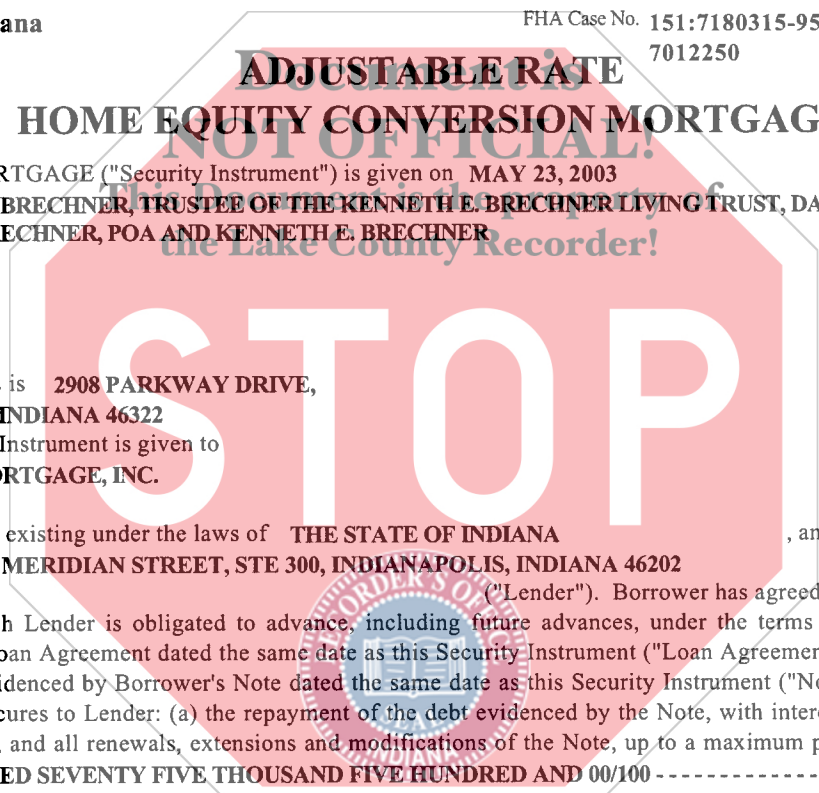 ana
FHA Case No. 151:7180315-95
7012250
Document is
ADJUSTABLE RATE
HOME EQUITY CONVERSION MORTGAG
NOT OFFICIAL!
RTGAGE ("Security Instrument") is given on MAY 23, 2003
This Document is the property of
BRECHNER, TRUSTEE OF THE KENNETH E. BRECHNER LIVING TRUST, DA
ECHNER, POA AND KENNETH E. BRECHNER
the Lake County Recorder!
STOP
is 2908 PARKWAY DRIVE,
INDIANA 46322
Instrument is given to
ORTGAGE, INC.
existing under the laws of THE STATE OF INDIANA , an
MERIDIAN STREET, STE 300, INDIANAPOLIS, INDIANA 46202
("Lender"). Borrower has agreed
h Lender is obligated to advance, including future advances, under the terms
oan Agreement dated the same date as this Security Instrument ("Loan Agreemen
idenced by Borrower's Note dated the same date as this Security Instrument ("No
cures to Lender: (a) the repayment of the debt evidenced by the Note, with inter
, and all renewals, extensions and modifications of the Note, up to a maximum p
ED SEVENTY FIVE THOUSAND FIVE HUNDRED AND 00/100 - - - - - - - - - - - - - -
RECORDER'S OFFICE
SEAL
INDIANA